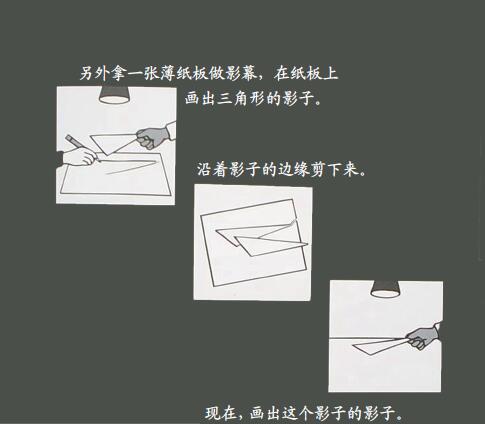 另外拿一张薄纸板做影幕，在纸板上
画出三角形的影子。
沿着影子的边缘剪下来。
现在，画出这个影子的影子。